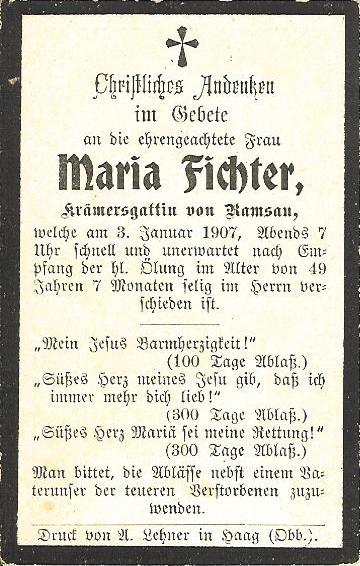 Christliches Andenken
im Gebete
an die ehrengeachtete Frau
Maria Fichter,
Krämersgattin von Ramsau,
welche am 3. Januar 1907, Abends 7
Uhr schnell und unerwartet nach Em-
pfang der hl. Ölung im Alter von 49
Jahren 7 Monaten selig im Herrn ver-
schieden ist.
„Mein Jesus Barmherzigkeit!"
(100 Tage Ablaß.)
„Süßes Herz meines Jesu gib, daß ich
immer mehr dich lieb!"
(300 Tage Ablaß.)
„Süßes Herz Mariä sei meine Rettung!"
(300 Tage Ablaß.)
Man bittet, die Ablässe nebst einem Va-
terunser der teueren Verstorbenen zuzu-
wenden.
Druck von A. Lehner in Haag (Obb.).